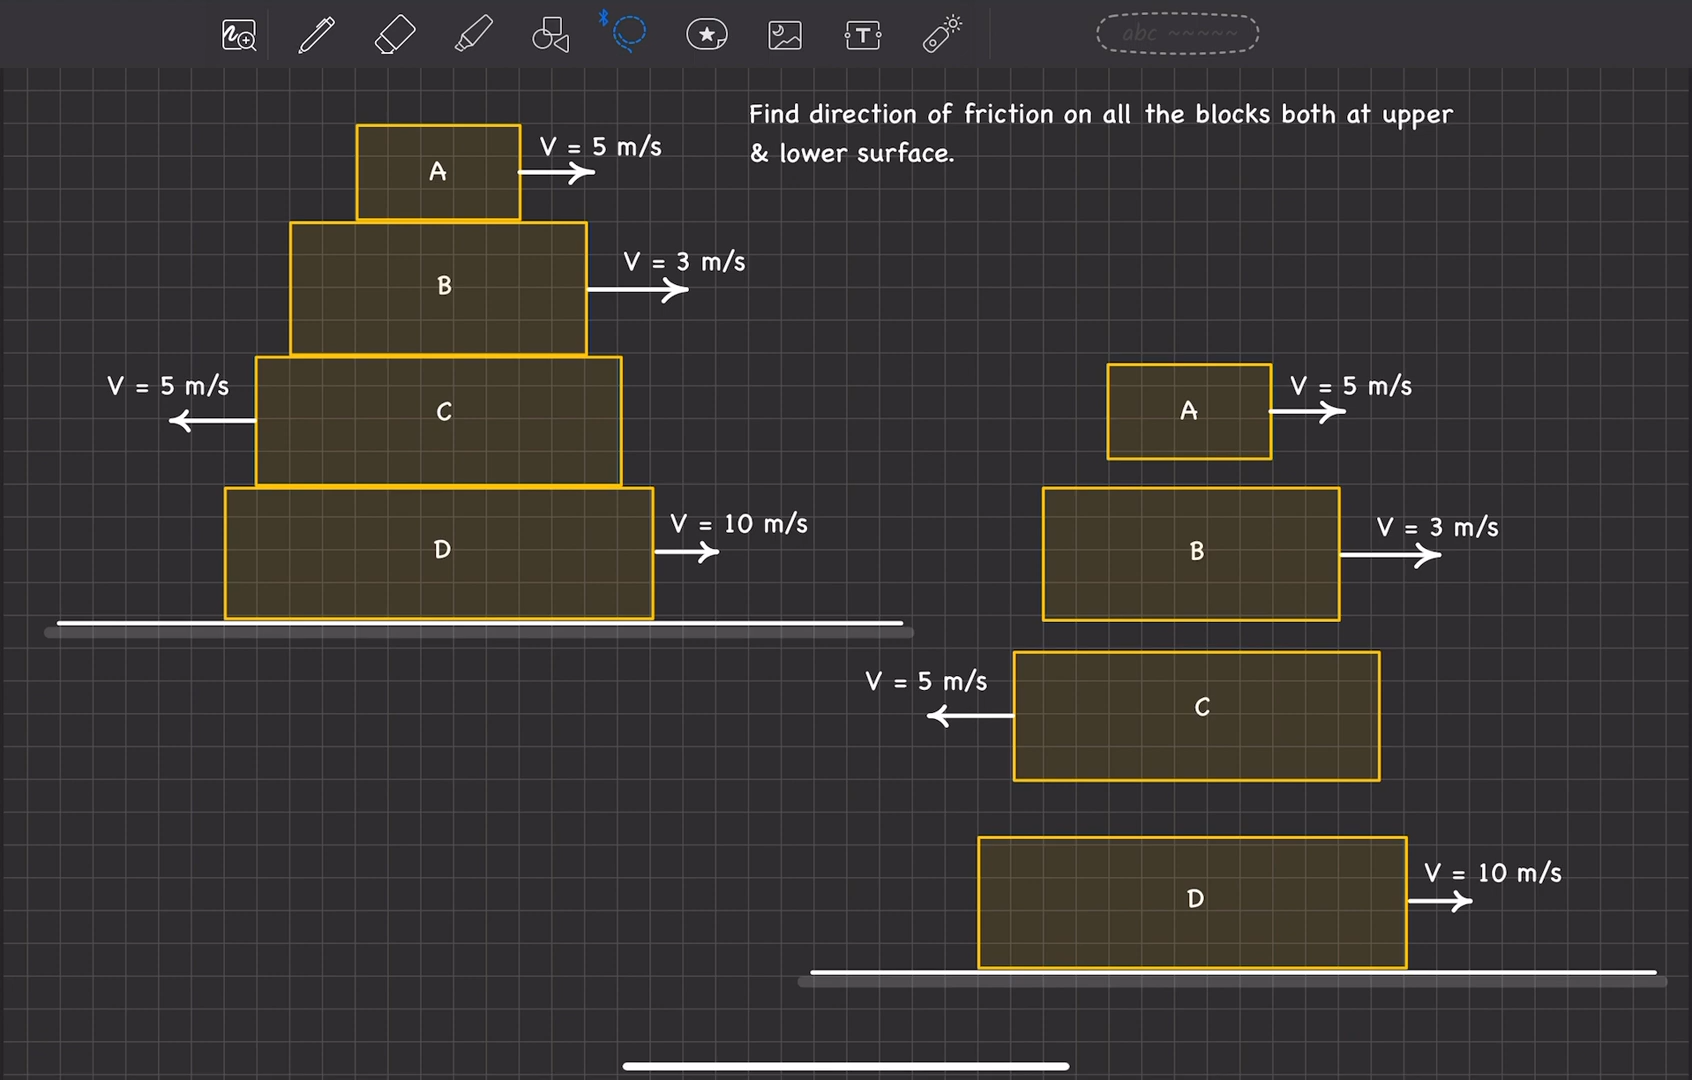 abc ~~~~~
Find direction of friction on all the blocks both at upper
& lower surface.
A
V = 5 m/s
B
V = 3 m/s
V = 5 m/s
C
D
V = 10 m/s
A
V = 5 m/s
B
V = 3 m/s
V = 5 m/s
C
D
V = 10 m/s
T